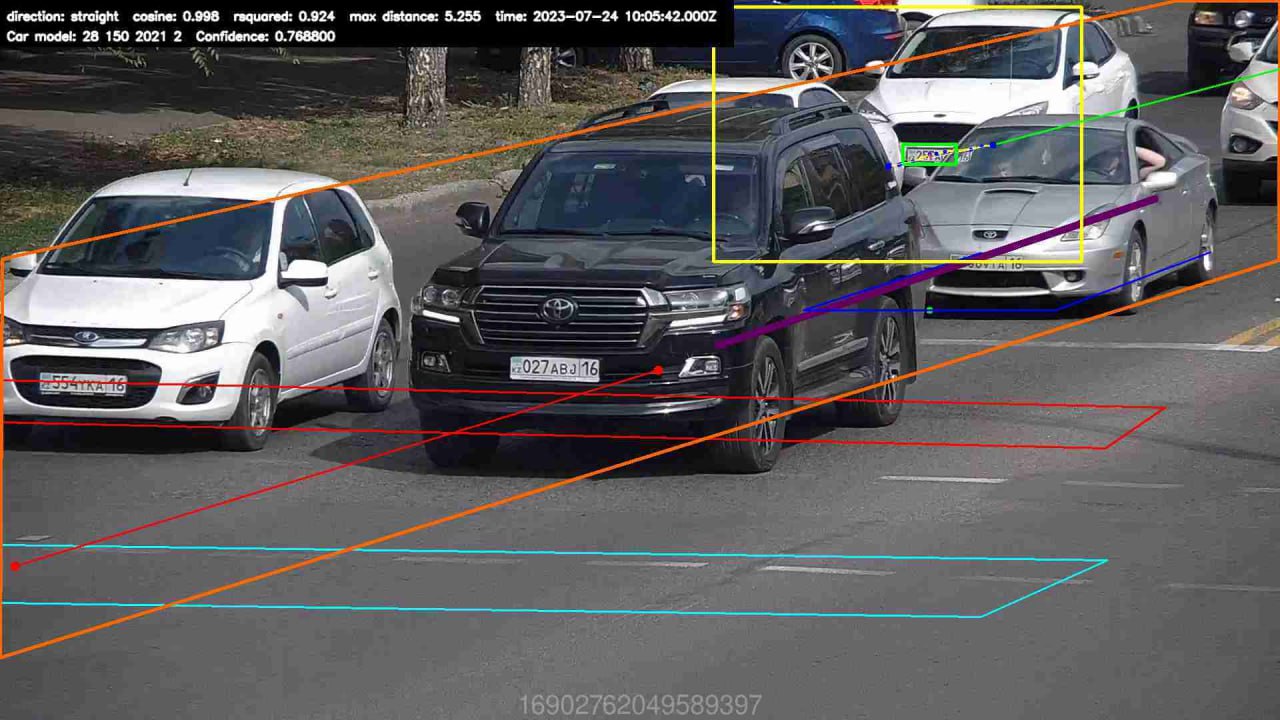 direction: straight cosine: 0.998 rsquared: 0.924 max distance: 5.255 time: 2023-07-24 10:05:42.000Z
Car model: 28 150 2021 2 Confidence: 0.768800
554YKA 16
KZ 027ABJ 16
16902762049589397